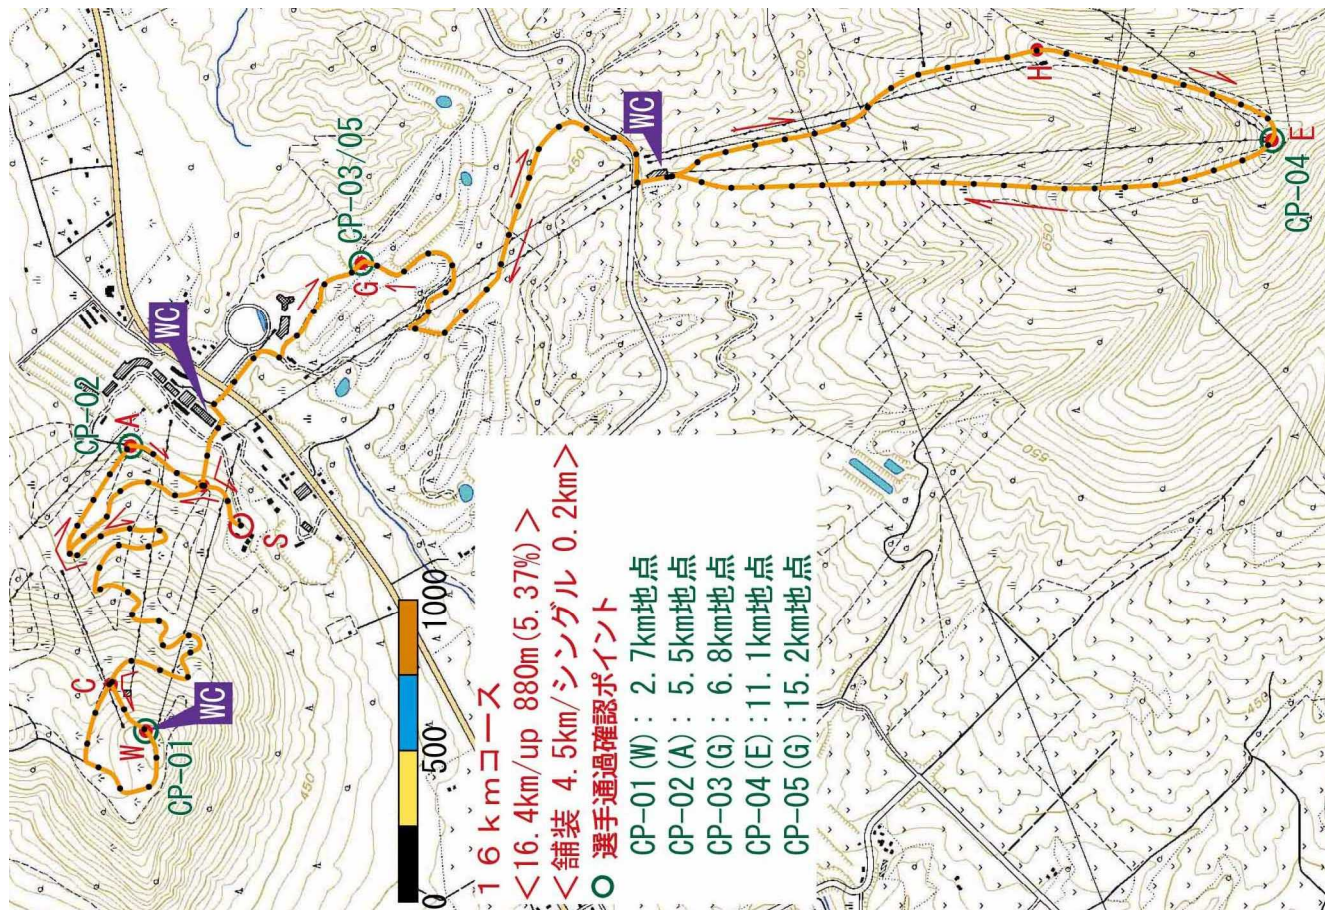 16kmコース
<16.4km/up 880m(5.37%)>
<舗装 4.5km/シングル 0.2km>
選手通過確認ポイント
CP-01(W): 2.7km地点
CP-02(A): 5.5km地点
CP-03(G): 6.8km地点
CP-04(E):11.1km地点
CP-05(G):15.2km地点
0
500
1000
CP-01
W
WC
C
S
CP-02
A
WC
G
CP-03/05
WC
H
E
CP-04
450
450
500
650
550
450